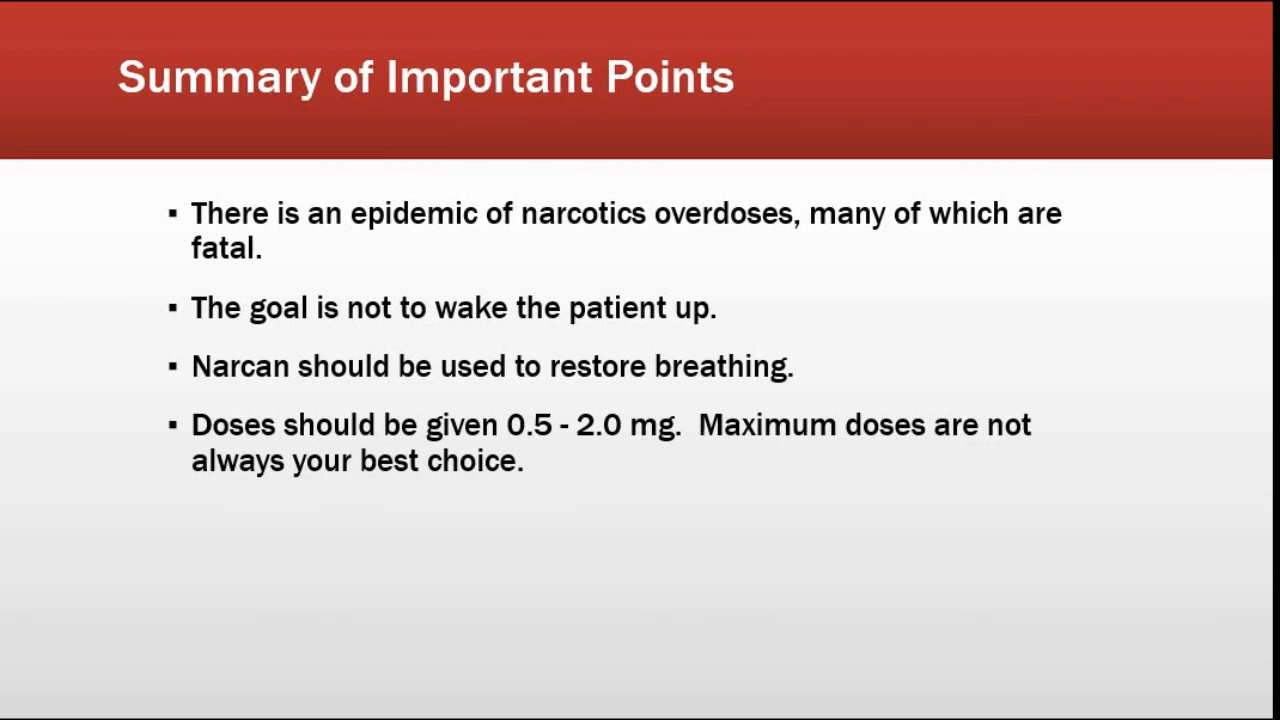 Summary of Important Points
▪ There is an epidemic of narcotics overdoses, many of which are
fatal.
▪ The goal is not to wake the patient up.
▪ Narcan should be used to restore breathing.
▪ Doses should be given 0.5 - 2.0 mg.  Maximum doses are not
always your best choice.